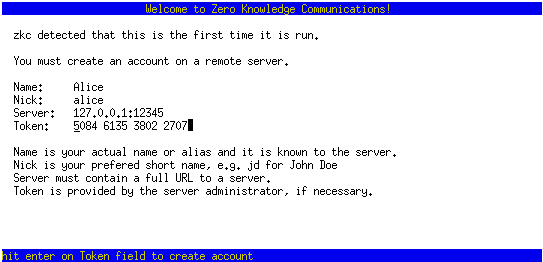 Welcome to Zero Knowledge Communications!
zkc detected that this is the first time it is run.
You must create an account on a remote server.
Name: Alice
Nick: alice
Server: 127.0.0.1:12345
Token: 5084 6135 3802 2707
Name is your actual name or alias and it is known to the server.
Nick is your prefered short name, e.g. jd for John Doe
Server must contain a full URL to a server.
Token is provided by the server administrator, if necessary.
hit enter on Token field to create account